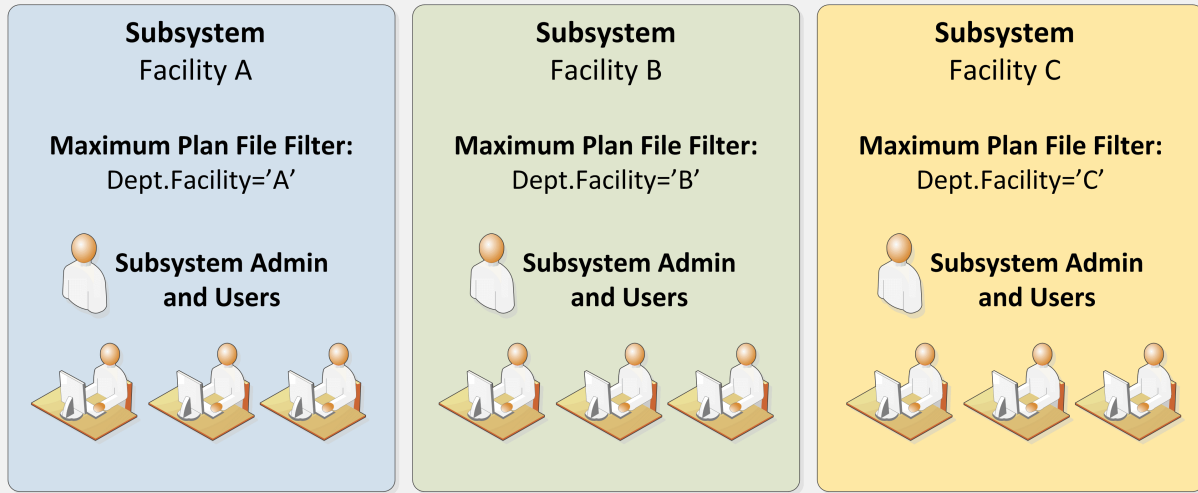 Subsystem
Facility A
Maximum Plan File Filter:
Dept.Facility=’A’
Subsystem Admin
and Users
Subsystem
Facility B
Maximum Plan File Filter:
Dept.Facility=’B’
Subsystem Admin
and Users
Subsystem
Facility C
Maximum Plan File Filter:
Dept.Facility=’C’
Subsystem Admin
and Users